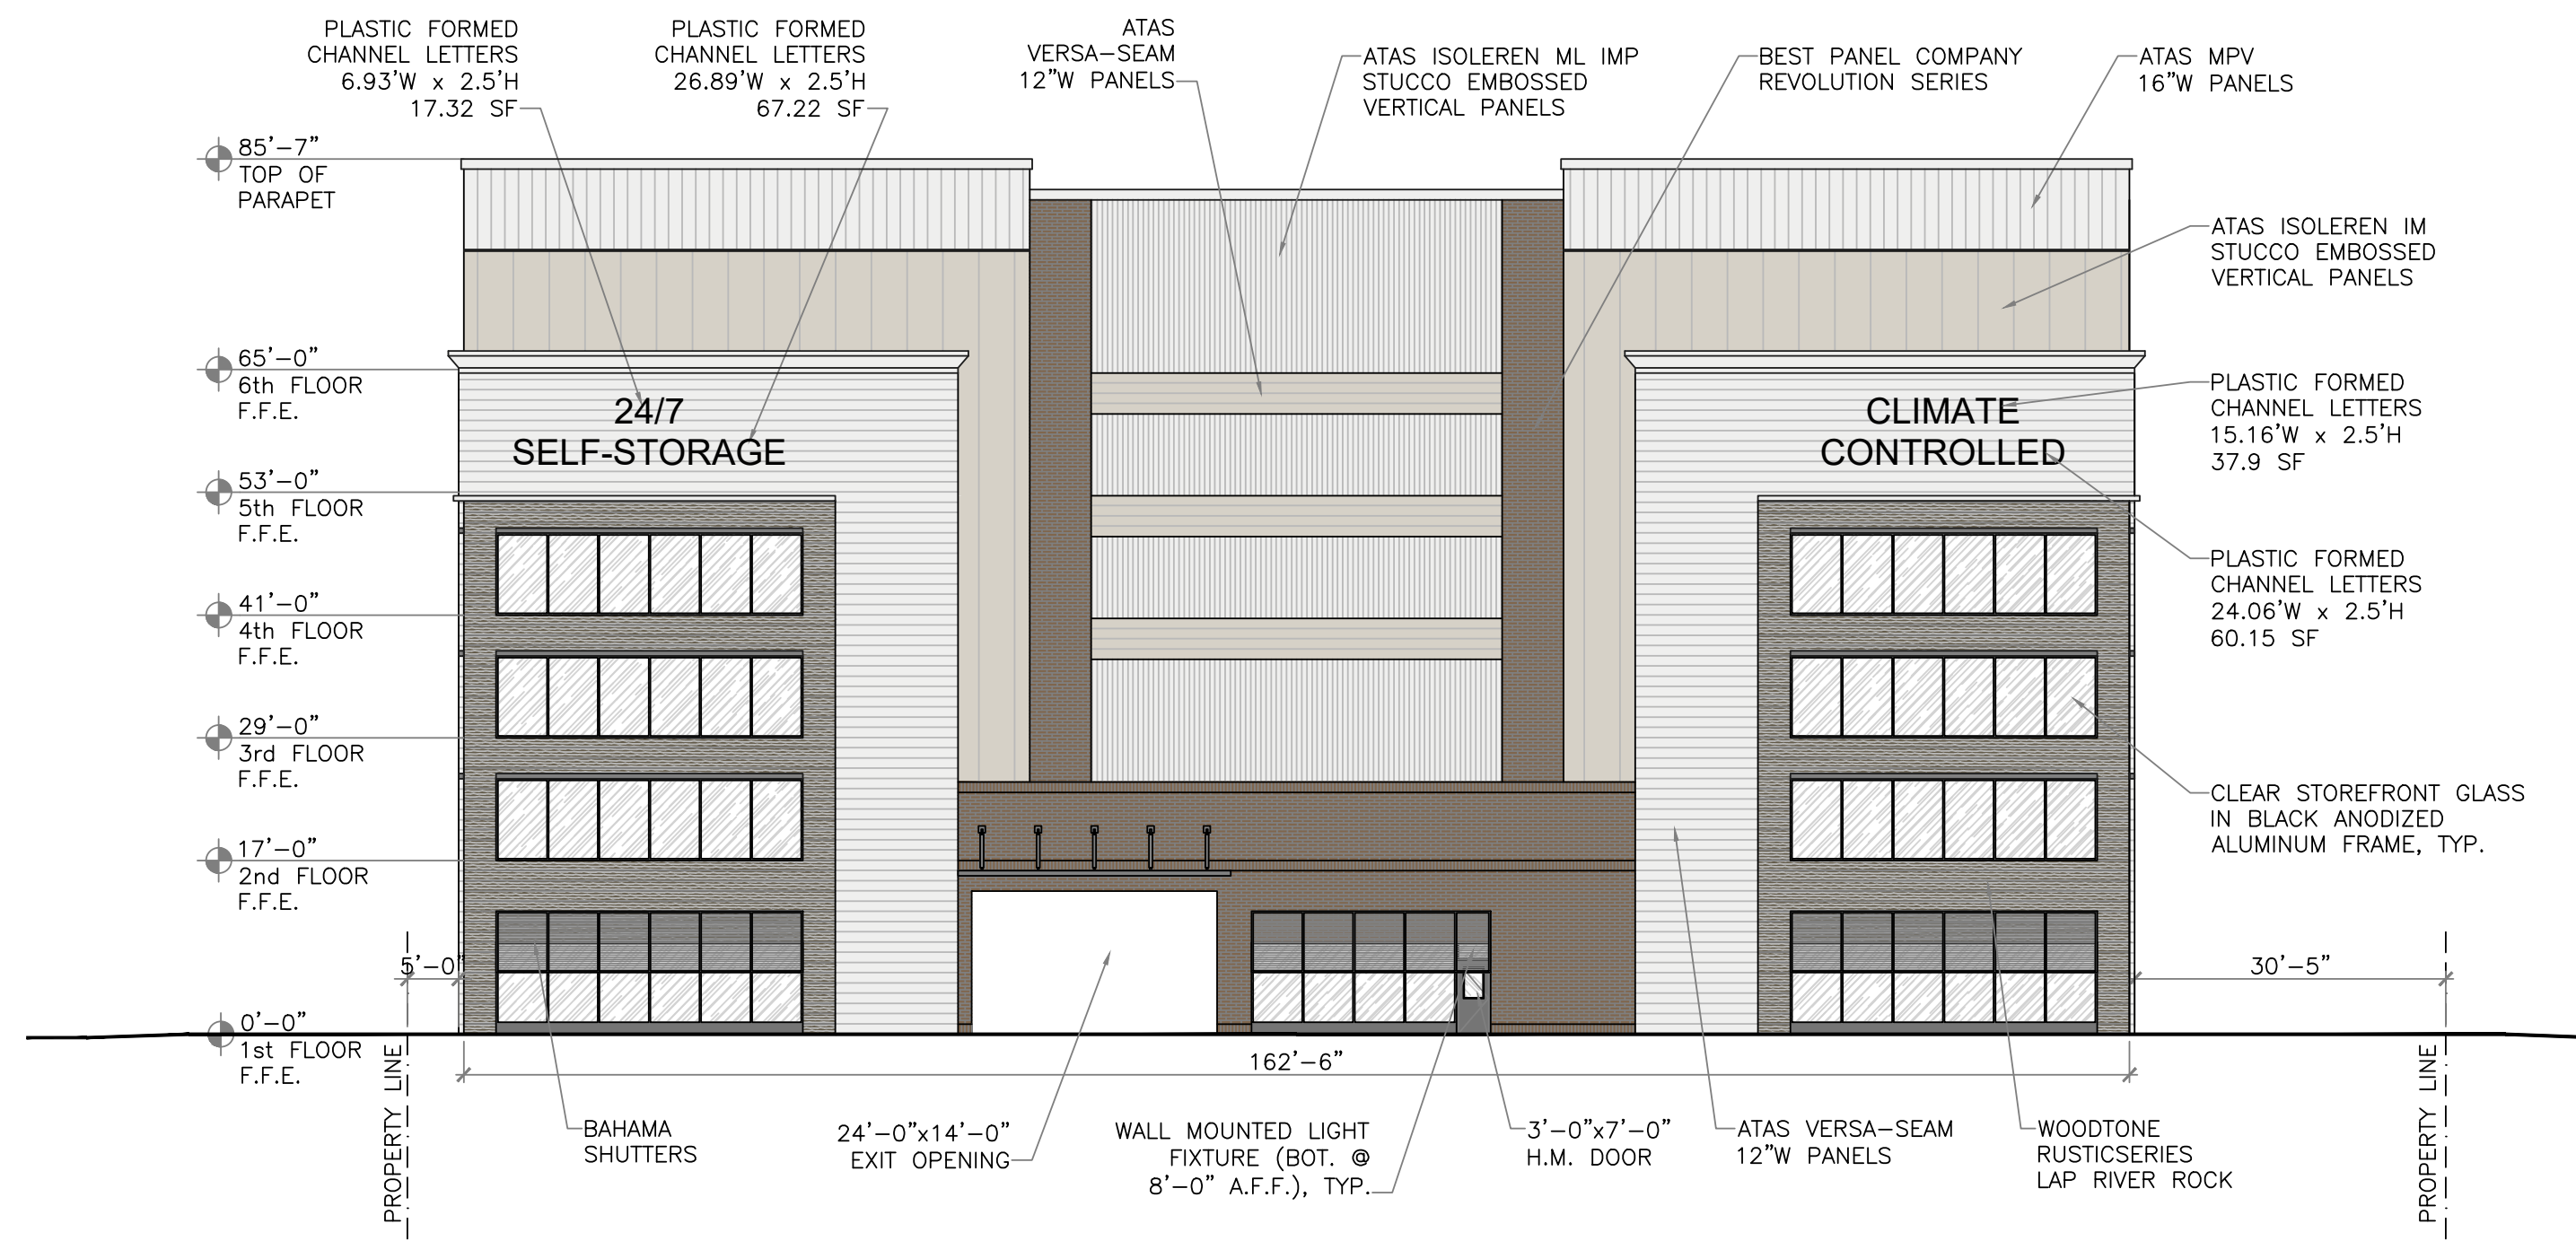 PLASTIC FORMED
CHANNEL LETTERS
6.93'W x 2.5'H
17.32 SF
PLASTIC FORMED
CHANNEL LETTERS
26.89'W x 2.5'H
67.22 SF
ATAS
VERSA-SEAM
12"W PANELS
ATAS ISOLEREN ML IMP
STUCCO EMBOSSED
VERTICAL PANELS
BEST PANEL COMPANY
REVOLUTION SERIES
ATAS MPV
16"W PANELS
85'-7"
TOP OF
PARAPET
ATAS ISOLEREN IM
STUCCO EMBOSSED
VERTICAL PANELS
65'-0"
6th FLOOR
F.F.E.
24/7
SELF-STORAGE
CLIMATE
CONTROLLED
PLASTIC FORMED
CHANNEL LETTERS
15.16'W x 2.5'H
37.9 SF
53'-0"
5th FLOOR
F.F.E.
PLASTIC FORMED
CHANNEL LETTERS
24.06'W x 2.5'H
60.15 SF
41'-0"
4th FLOOR
F.F.E.
29'-0"
3rd FLOOR
F.F.E.
CLEAR STOREFRONT GLASS
IN BLACK ANODIZED
ALUMINUM FRAME, TYP.
17'-0"
2nd FLOOR
F.F.E.
5'-0"
30'-5"
0'-0"
1st FLOOR
F.F.E.
PROPERTY LINE
162'-6"
PROPERTY LINE
BAHAMA
SHUTTERS
24'-0"x14'-0"
EXIT OPENING
WALL MOUNTED LIGHT
FIXTURE (BOT. @
8'-0" A.F.F.), TYP.
3'-0"x7'-0"
H.M. DOOR
ATAS VERSA-SEAM
12"W PANELS
WOODTONE
RUSTICSERIES
LAP RIVER ROCK